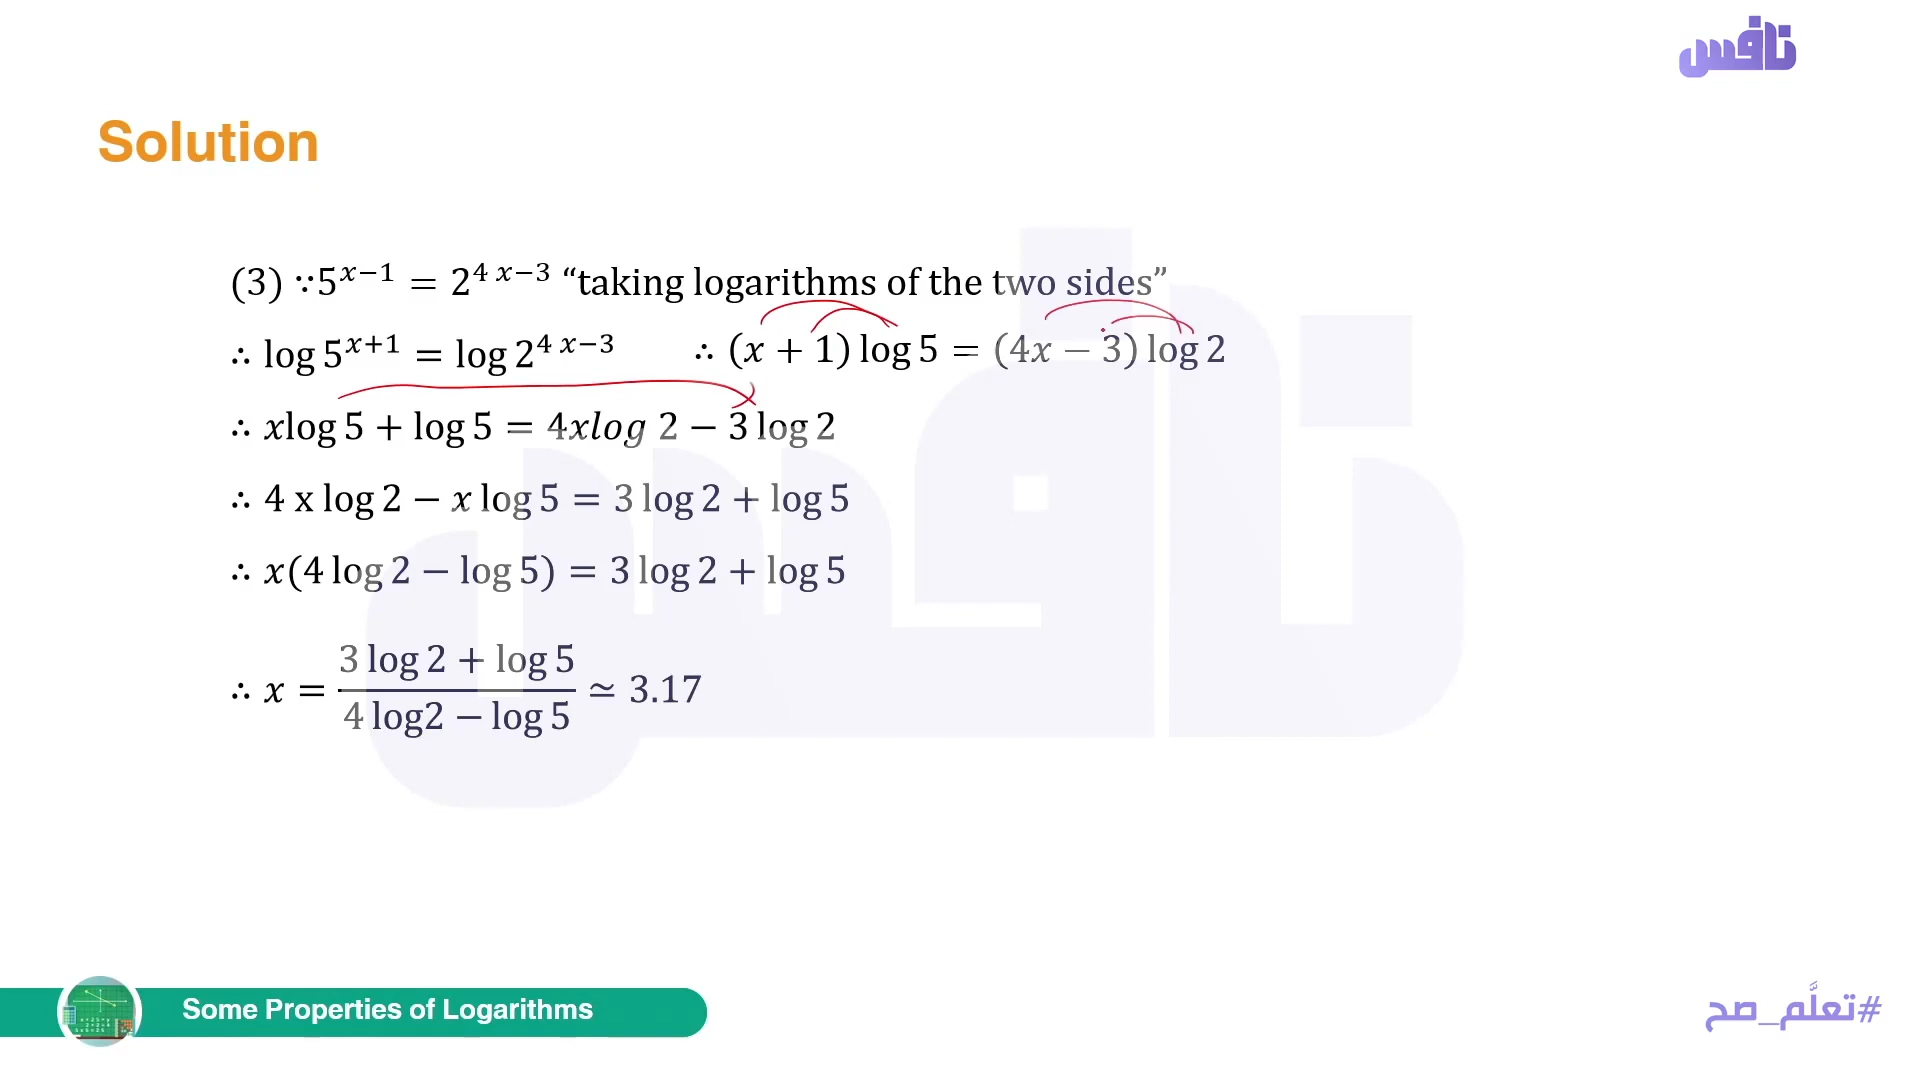 نافس
Solution
(3) ∵5^{x−1} = 2^{4 x−3} “taking logarithms of the two sides”
∴ log 5^{x+1} = log 2^{4 x−3} ∴ (x + 1) log 5 = (4x − 3) log 2
∴ xlog 5 + log 5 = 4xlog 2 − 3 log 2
∴ 4 x log 2 − x log 5 = 3 log 2 + log 5
∴ x(4 log 2 − log 5) = 3 log 2 + log 5
∴ x = \frac{3 log 2 + log 5}{4 log2 − log 5} ≃ 3.17
Some Properties of Logarithms
#تعلَّم_صح